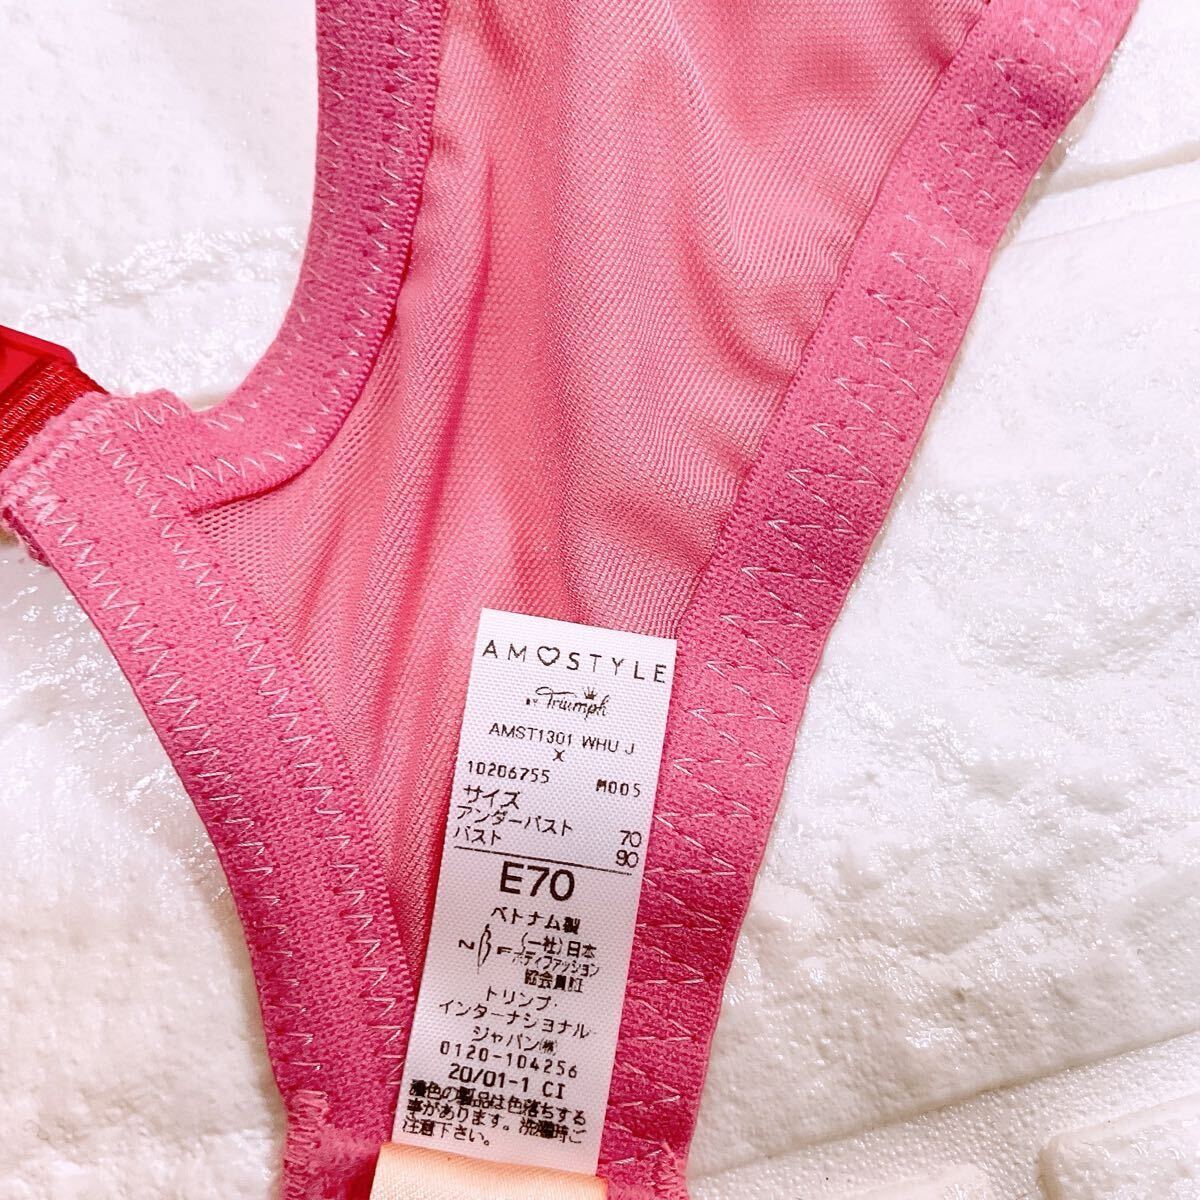 AMOSTYLE
BY Triumph
AMST1301 WHU J
X
10206755 M005
サイズ
アンダーバスト 70
バスト 90
E70
ベトナム製
(一社)日本
ボディファッション
協会員証
トリンプ・
インターナショナル・
ジャパン㈱
0120-104256
20/01-1 CI
濃色の製品は色落ちする
事があります。洗濯時ご
注意下さい。